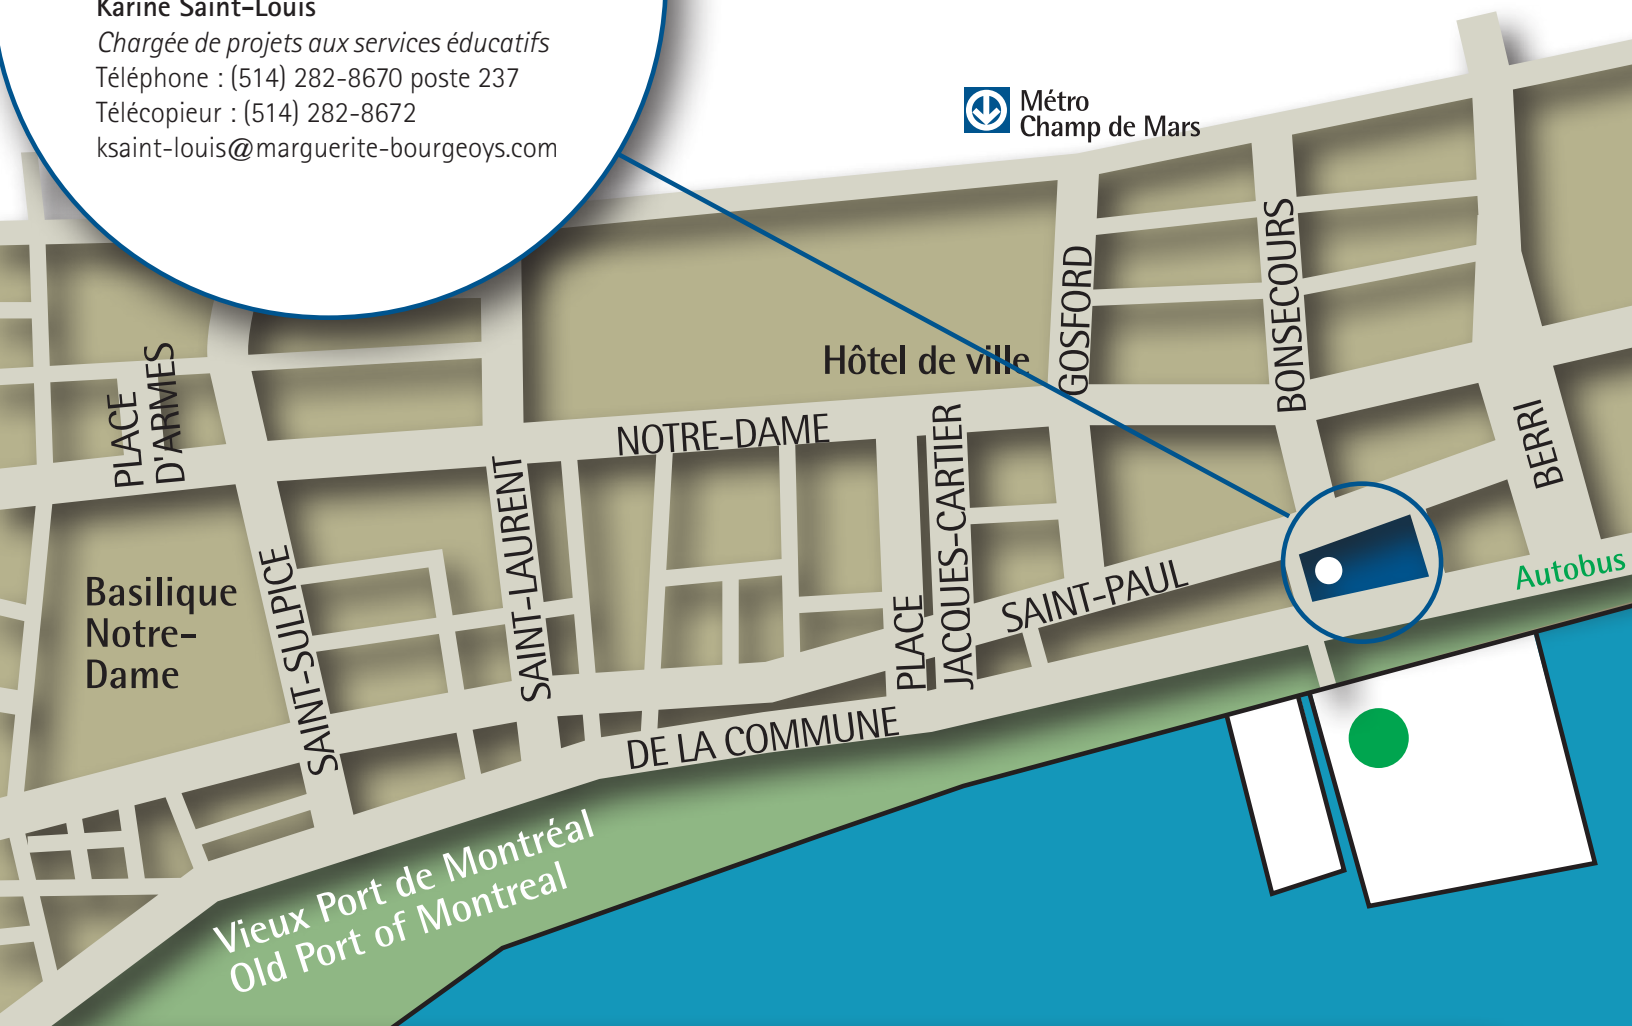 Karine Saint-Louis
Chargée de projets aux services éducatifs
Téléphone : (514) 282-8670 poste 237
Télécopieur : (514) 282-8672
ksaint-louis@marguerite-bourgeoys.com
Métro
Champ de Mars
Hôtel de ville
GOSFORD
BONSECOURS
PLACE
D'ARMES
NOTRE-DAME
BERRI
SAINT-LAURENT
PLACE
JACQUES-CARTIER
SAINT-SULPICE
Basilique
Notre-
Dame
SAINT-PAUL
Autobus
DE LA COMMUNE
Vieux Port de Montréal
Old Port of Montreal